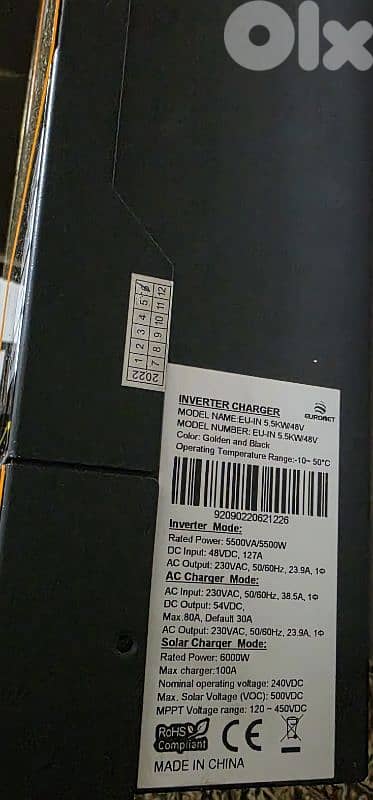 Olx
2022
1 2 3 4 5
7 8 9 10 11 12
EURONET
INVERTER CHARGER
MODEL NAME:EU-IN 5.5KW/48V
MODEL NUMBER: EU-IN 5.5KW/48V
Color: Golden and Black
Operating Temperature Range:-10~ 50°C
92090220621226
Inverter Mode:
Rated Power: 5500VA/5500W
DC Input: 48VDC, 127A
AC Output: 230VAC, 50/60Hz, 23.9A, 1Φ
AC Charger Mode:
AC Input: 230VAC, 50/60Hz, 38.5A, 1Φ
DC Output: 54VDC,
Max.80A, Default 30A
AC Output: 230VAC, 50/60Hz, 23.9A, 1Φ
Solar Charger Mode:
Rated Power: 6000W
Max charger:100A
Nominal operating voltage: 240VDC
Max. Solar Voltage (VOC): 500VDC
MPPT Voltage range: 120 ~ 450VDC
RoHS
Compliant
CE
MADE IN CHINA